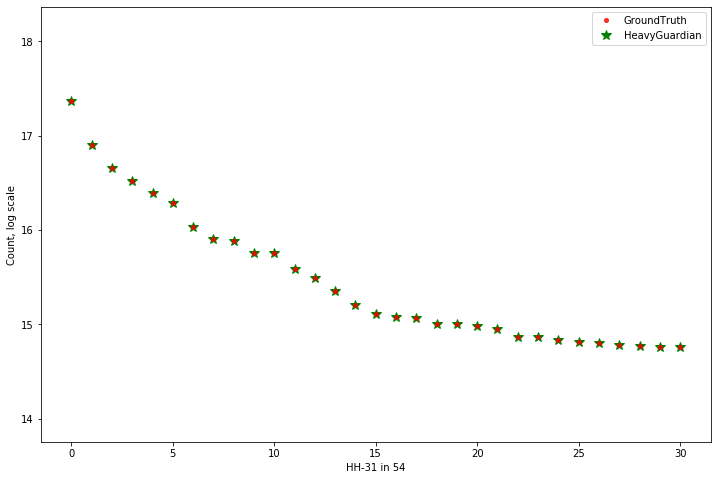 GroundTruth
HeavyGuardian
18
17
16
15
14
Count, log scale
0 5 10 15 20 25 30
HH-31 in 54